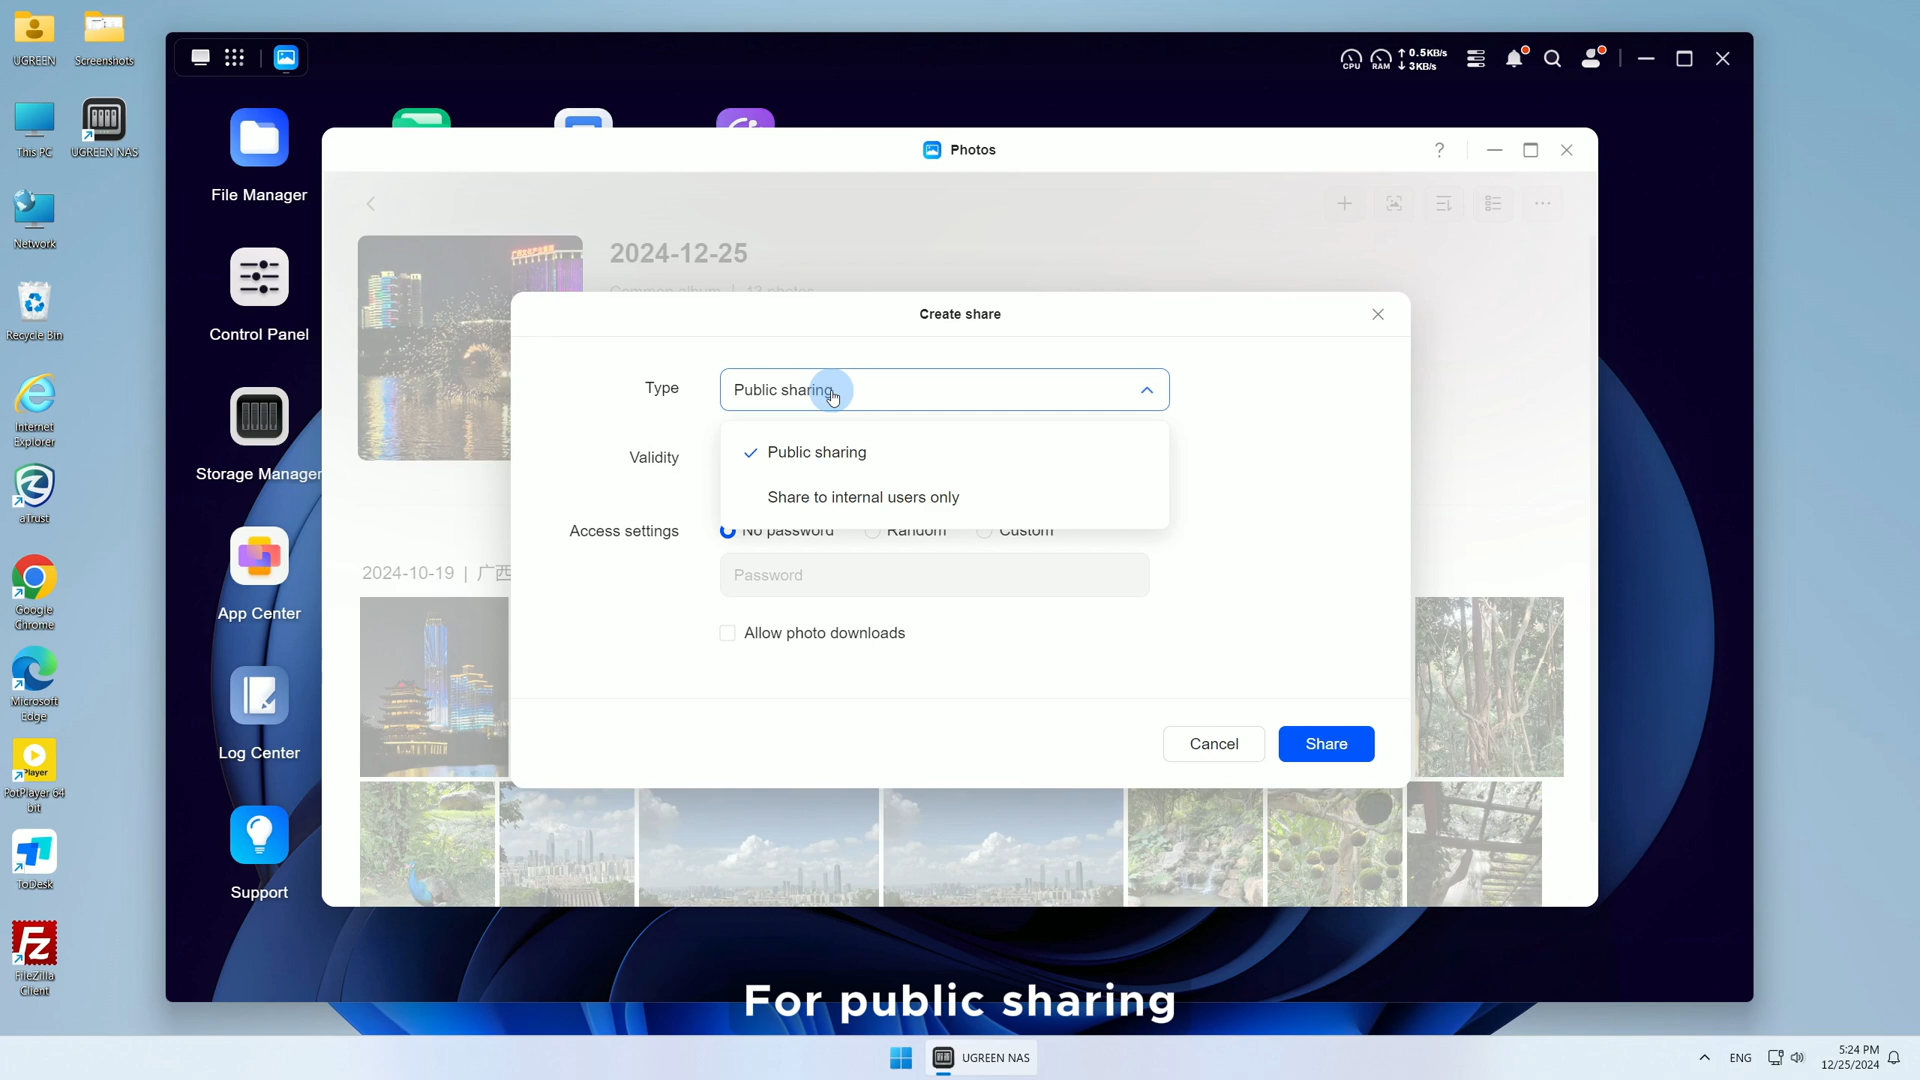 UGREEN
Screenshots
This PC
UGREEN NAS
Network
Recycle Bin
Internet
Explorer
aTrust
Google
Chrome
Microsoft
Edge
Player
PotPlayer 64
bit
ToDesk
FileZilla
Client
CPU
RAM
0.5KB/s
3KB/s
File Manager
Control Panel
Storage Manager
App Center
Log Center
Support
Photos
?
2024-12-25
Common album | 13 photos
2024-10-19 | 广西
Create share
Type
Public sharing
Public sharing
Share to internal users only
Validity
Access settings
No password
Random
Custom
Password
Allow photo downloads
Cancel
Share
For public sharing
UGREEN NAS
ENG
5:24 PM
12/25/2024